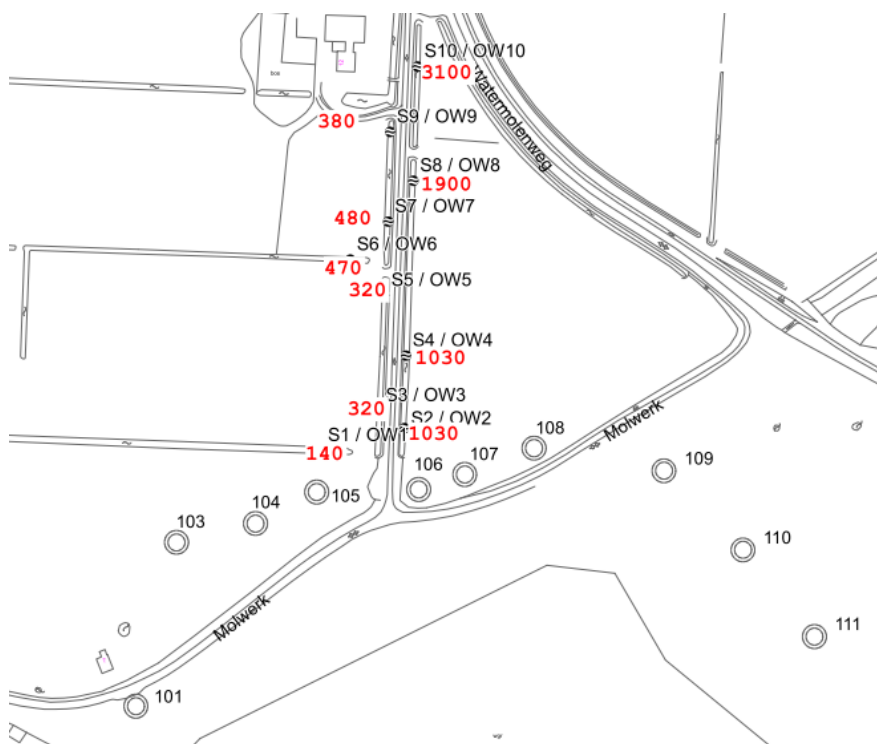 S10 / OW10
3100
box
Watermolenweg
S9 / OW9
380
S8 / OW8
1900
S7 / OW7
480
S6 / OW6
470
S5 / OW5
320
S4 / OW4
1030
S3 / OW3
320
S2 / OW2
1030
S1 / OW1
140
Molwerk
108
107
106
109
105
104
103
110
111
Molwerk
101